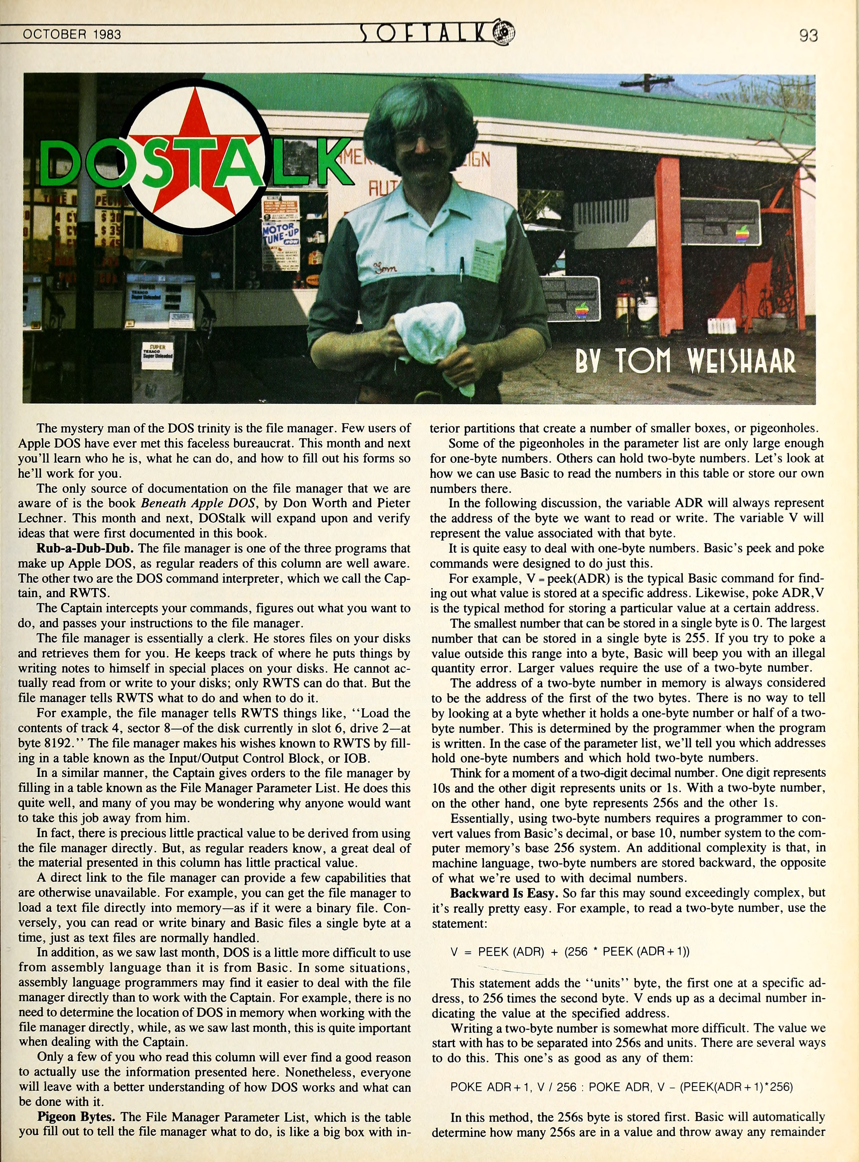 OCTOBER 1983
SOFTALK
93
DOSTALK
AMER
IGN
AUT
MOTOR
TUNE-UP
Tom
SUPER
TEXACO
Super Unleaded
BY TOM WEISHAAR
The mystery man of the DOS trinity is the file manager. Few users of
Apple DOS have ever met this faceless bureaucrat. This month and next
you'll learn who he is, what he can do, and how to fill out his forms so
he'll work for you.
The only source of documentation on the file manager that we are
aware of is the book Beneath Apple DOS, by Don Worth and Pieter
Lechner. This month and next, DOStalk will expand upon and verify
ideas that were first documented in this book.
Rub-a-Dub-Dub. The file manager is one of the three programs that
make up Apple DOS, as regular readers of this column are well aware.
The other two are the DOS command interpreter, which we call the Cap-
tain, and RWTS.
The Captain intercepts your commands, figures out what you want to
do, and passes your instructions to the file manager.
The file manager is essentially a clerk. He stores files on your disks
and retrieves them for you. He keeps track of where he puts things by
writing notes to himself in special places on your disks. He cannot ac-
tually read from or write to your disks; only RWTS can do that. But the
file manager tells RWTS what to do and when to do it.
For example, the file manager tells RWTS things like, "Load the
contents of track 4, sector 8—of the disk currently in slot 6, drive 2—at
byte 8192." The file manager makes his wishes known to RWTS by fill-
ing in a table known as the Input/Output Control Block, or IOB.
In a similar manner, the Captain gives orders to the file manager by
filling in a table known as the File Manager Parameter List. He does this
quite well, and many of you may be wondering why anyone would want
to take this job away from him.
In fact, there is precious little practical value to be derived from using
the file manager directly. But, as regular readers know, a great deal of
the material presented in this column has little practical value.
A direct link to the file manager can provide a few capabilities that
are otherwise unavailable. For example, you can get the file manager to
load a text file directly into memory—as if it were a binary file. Con-
versely, you can read or write binary and Basic files a single byte at a
time, just as text files are normally handled.
In addition, as we saw last month, DOS is a little more difficult to use
from assembly language than it is from Basic. In some situations,
assembly language programmers may find it easier to deal with the file
manager directly than to work with the Captain. For example, there is no
need to determine the location of DOS in memory when working with the
file manager directly, while, as we saw last month, this is quite important
when dealing with the Captain.
Only a few of you who read this column will ever find a good reason
to actually use the information presented here. Nonetheless, everyone
will leave with a better understanding of how DOS works and what can
be done with it.
Pigeon Bytes. The File Manager Parameter List, which is the table
you fill out to tell the file manager what to do, is like a big box with in-
terior partitions that create a number of smaller boxes, or pigeonholes.
Some of the pigeonholes in the parameter list are only large enough
for one-byte numbers. Others can hold two-byte numbers. Let's look at
how we can use Basic to read the numbers in this table or store our own
numbers there.
In the following discussion, the variable ADR will always represent
the address of the byte we want to read or write. The variable V will
represent the value associated with that byte.
It is quite easy to deal with one-byte numbers. Basic's peek and poke
commands were designed to do just this.
For example, V = peek(ADR) is the typical Basic command for find-
ing out what value is stored at a specific address. Likewise, poke ADR,V
is the typical method for storing a particular value at a certain address.
The smallest number that can be stored in a single byte is 0. The largest
number that can be stored in a single byte is 255. If you try to poke a
value outside this range into a byte, Basic will beep you with an illegal
quantity error. Larger values require the use of a two-byte number.
The address of a two-byte number in memory is always considered
to be the address of the first of the two bytes. There is no way to tell
by looking at a byte whether it holds a one-byte number or half of a two-
byte number. This is determined by the programmer when the program
is written. In the case of the parameter list, we'll tell you which addresses
hold one-byte numbers and which hold two-byte numbers.
Think for a moment of a two-digit decimal number. One digit represents
10s and the other digit represents units or 1s. With a two-byte number,
on the other hand, one byte represents 256s and the other 1s.
Essentially, using two-byte numbers requires a programmer to con-
vert values from Basic's decimal, or base 10, number system to the com-
puter memory's base 256 system. An additional complexity is that, in
machine language, two-byte numbers are stored backward, the opposite
of what we're used to with decimal numbers.
Backward Is Easy. So far this may sound exceedingly complex, but
it's really pretty easy. For example, to read a two-byte number, use the
statement:
V = PEEK (ADR) + (256 * PEEK (ADR+1))
This statement adds the "units" byte, the first one at a specific ad-
dress, to 256 times the second byte. V ends up as a decimal number in-
dicating the value at the specified address.
Writing a two-byte number is somewhat more difficult. The value we
start with has to be separated into 256s and units. There are several ways
to do this. This one's as good as any of them:
POKE ADR+1, V / 256 : POKE ADR, V − (PEEK(ADR+1)*256)
In this method, the 256s byte is stored first. Basic will automatically
determine how many 256s are in a value and throw away any remainder